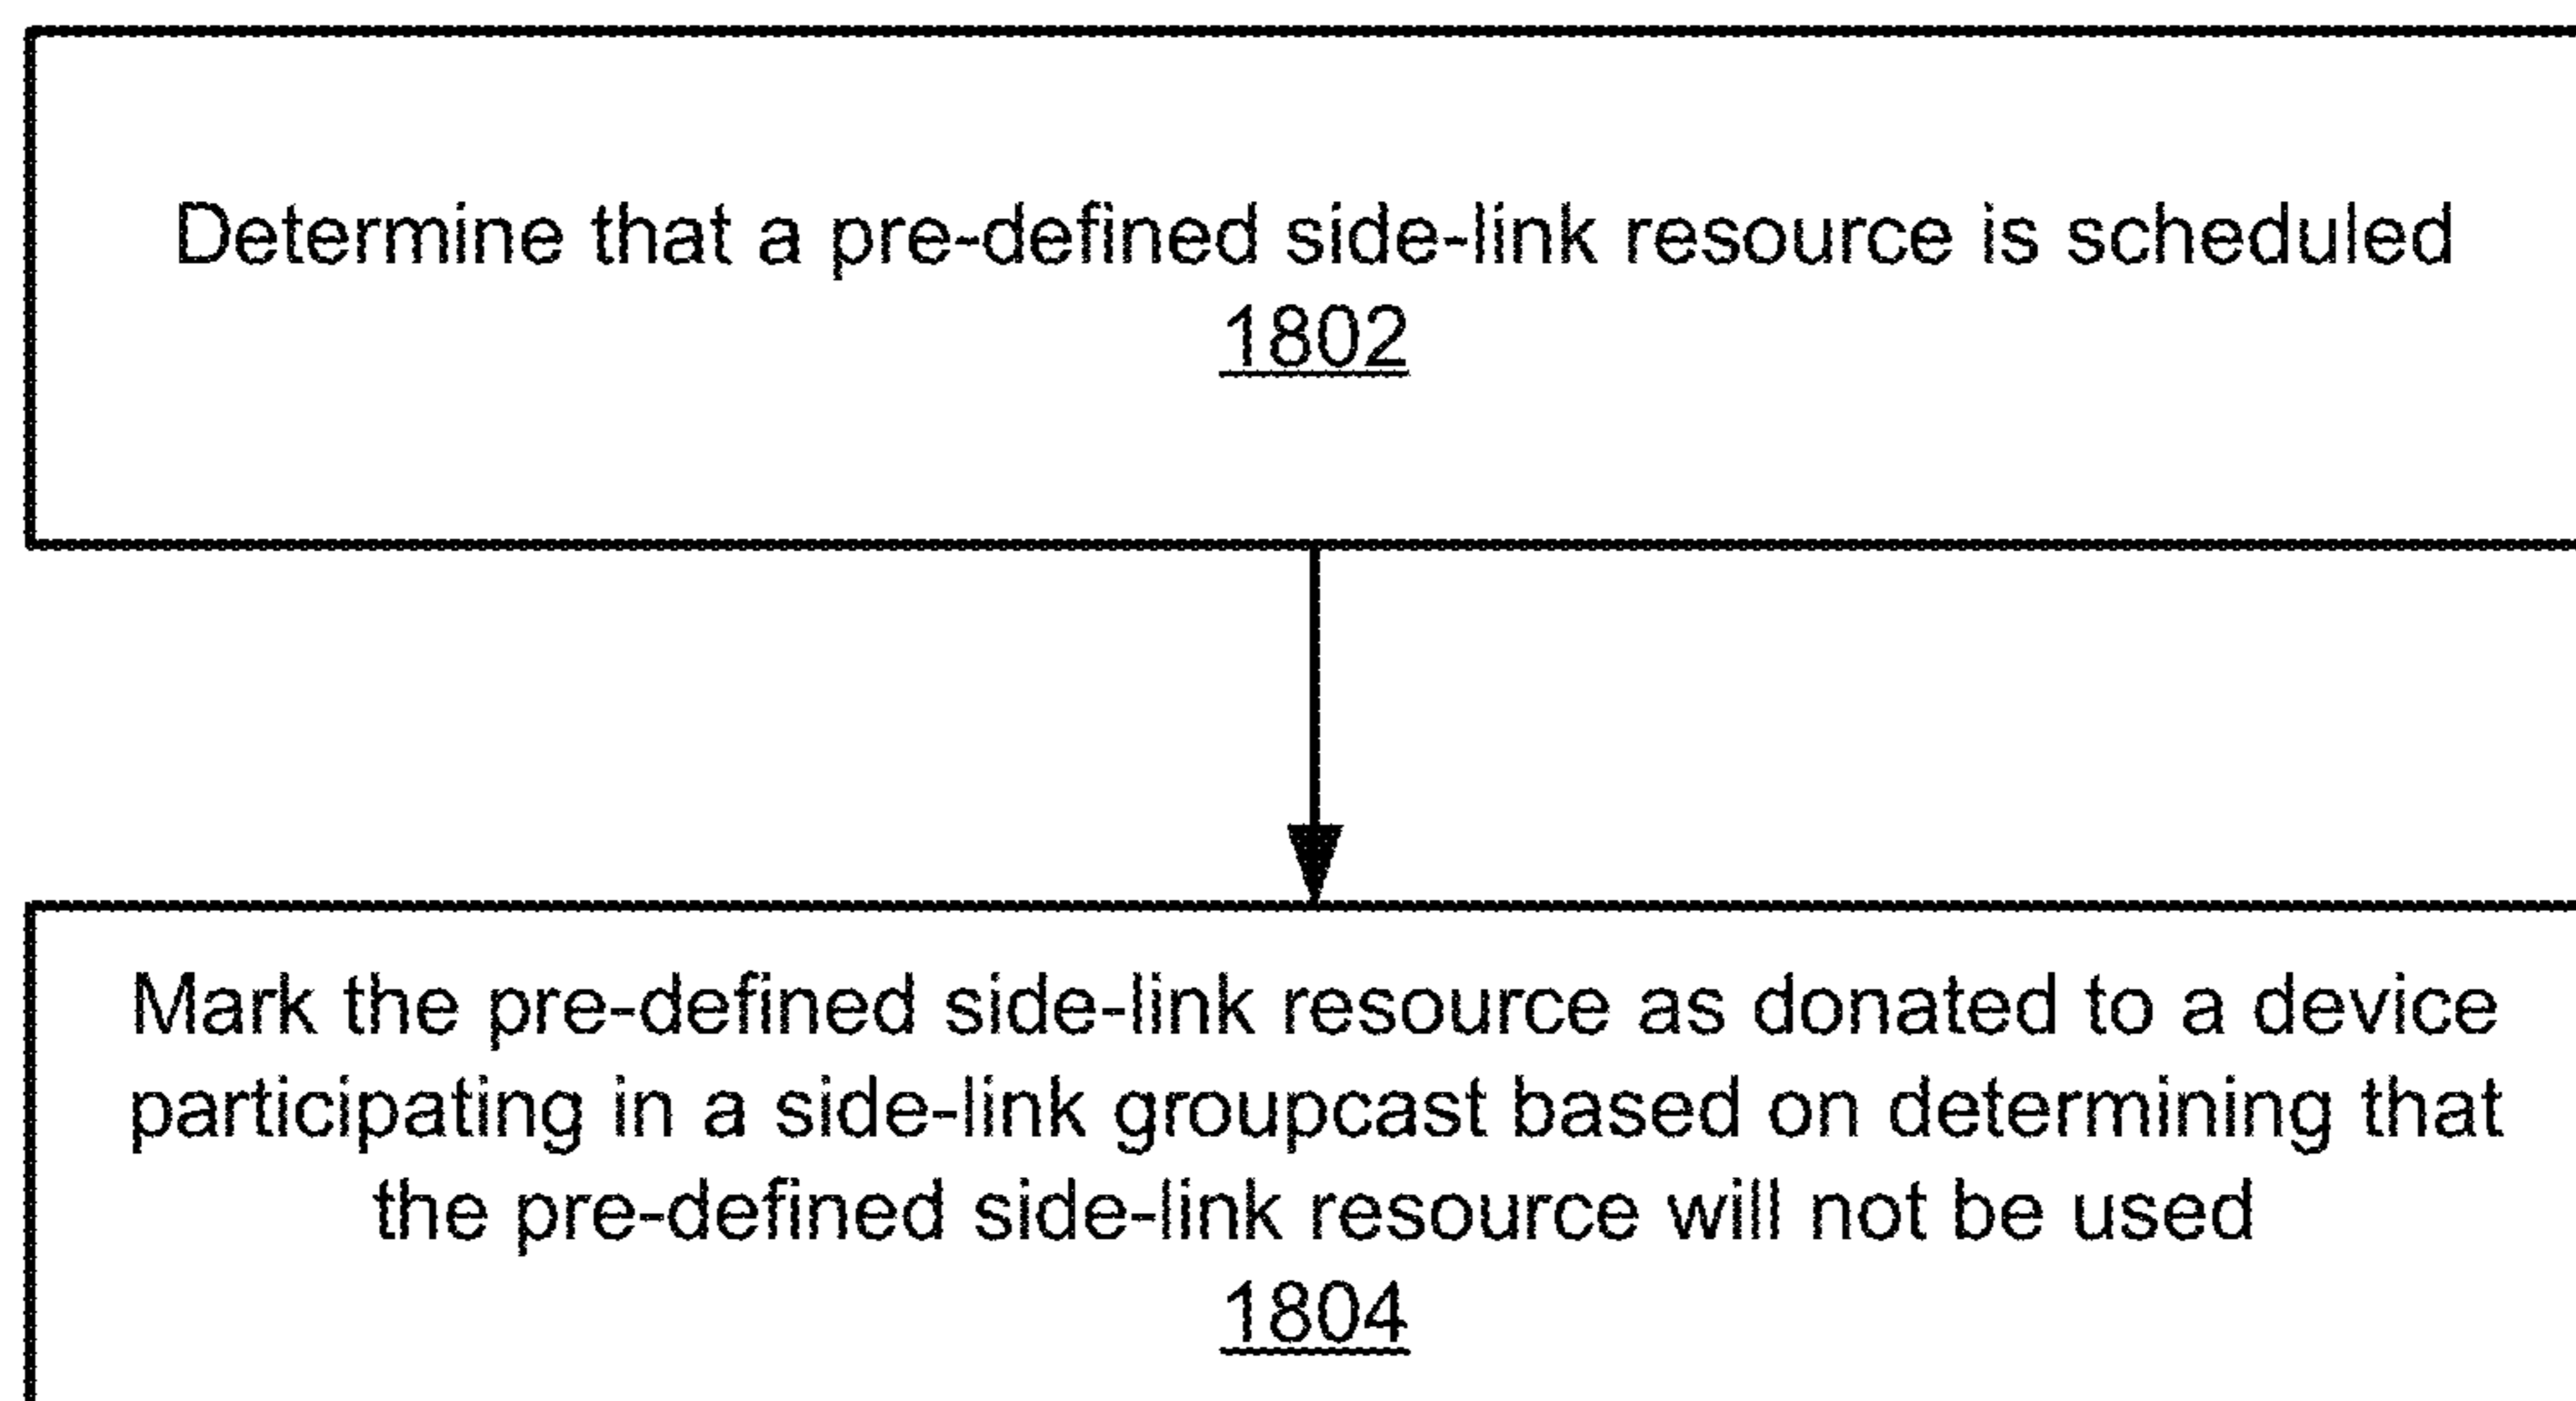 Determine that a pre-defined side-link resource is scheduled
1802
Mark the pre-defined side-link resource as donated to a device
participating in a side-link groupcast based on determining that
the pre-defined side-link resource will not be used
1804